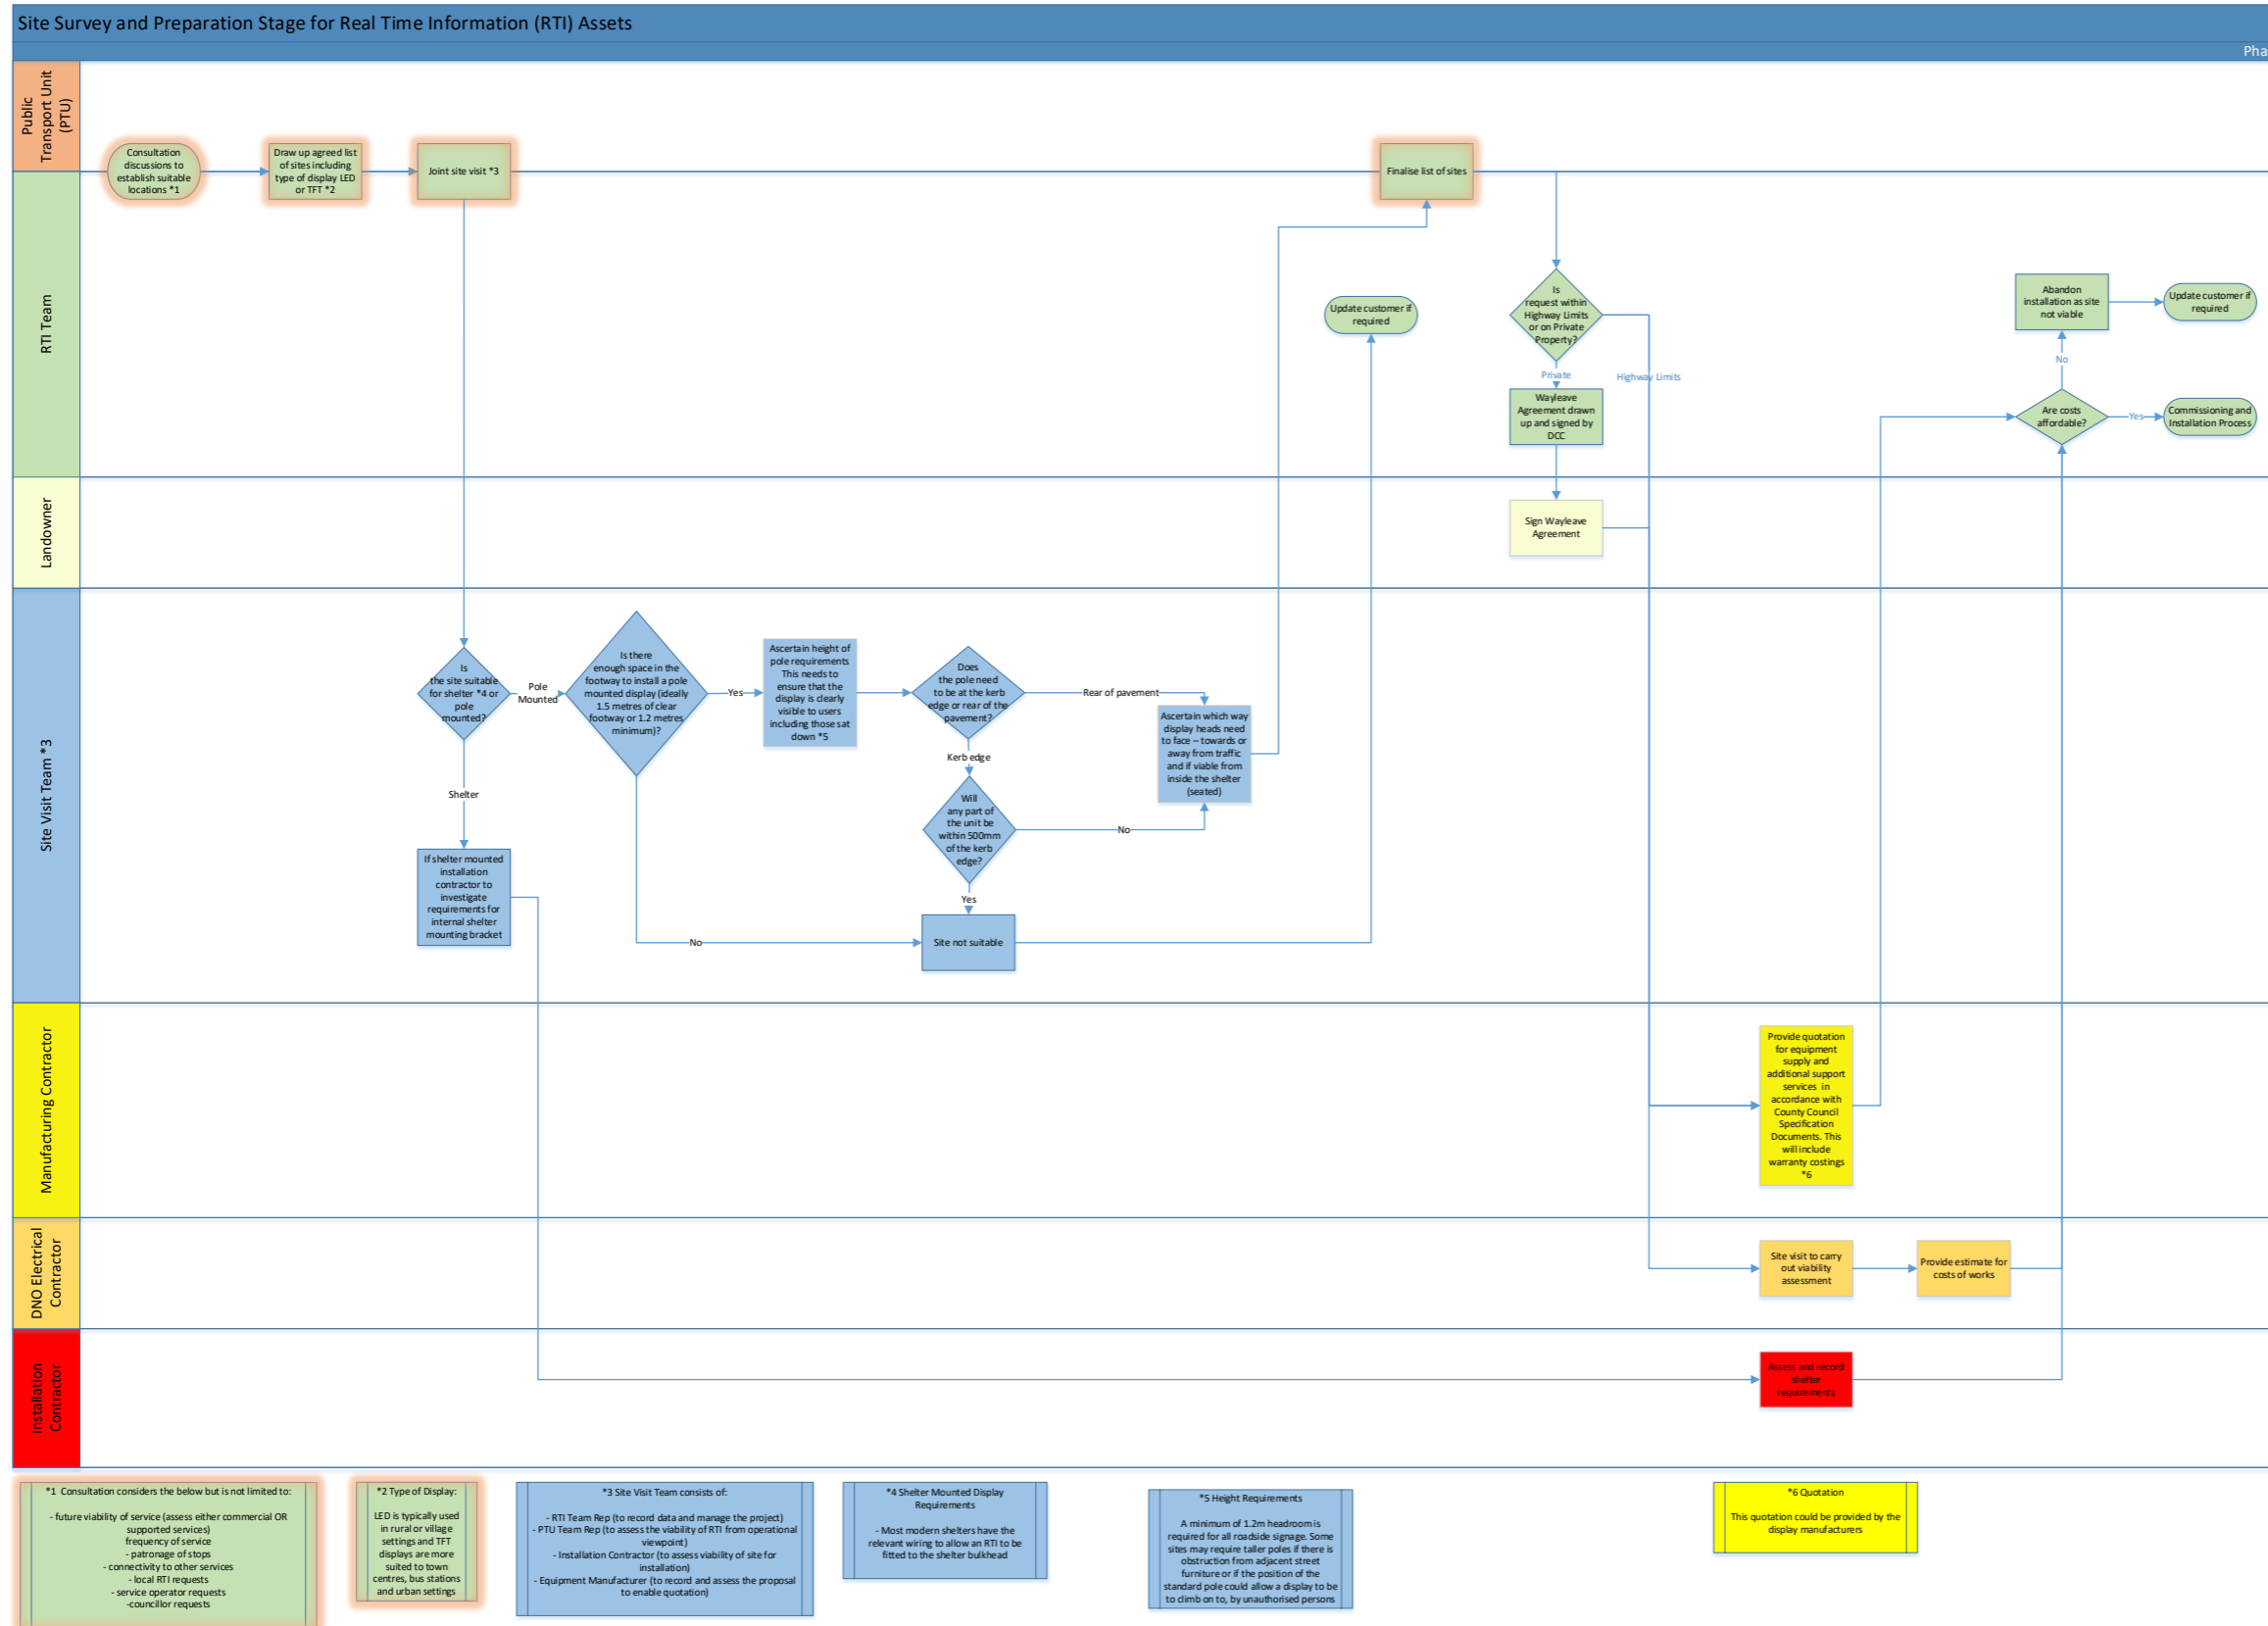 Site Survey and Preparation Stage for Real Time Information (RTI) Assets
Pha
Public
Transport Unit
(PTU)
Consultation
discussions to
establish suitable
locations *1
Draw up agreed list
of sites including
type of display LED
or TFT *2
Joint site visit *3
Finalise list of sites
RTI Team
Update customer if
required
Is
request within
Highway Limits
or on Private
Property?
Private
Highway Limits
Wayleave
Agreement drawn
up and signed by
DCC
Abandon
installation as site
not viable
Update customer if
required
No
Are costs
affordable?
Yes
Commissioning and
Installation Process
Landowner
Sign Wayleave
Agreement
Site Visit Team *3
Is
the site suitable
for shelter *4 or
pole
mounted?
Pole
Mounted
Is there
enough space in the
footway to install a pole
mounted display (ideally
1.5 metres of clear
footway or 1.2 metres
minimum)?
Yes
Ascertain height of
pole requirements
This needs to
ensure that the
display is clearly
visible to users
including those sat
down *5
Does
the pole need
to be at the kerb
edge or rear of the
pavement?
Rear of pavement
Ascertain which way
display heads need
to face – towards or
away from traffic
and if viable from
inside the shelter
(seated)
Kerb edge
Will
any part of
the unit be
within 500mm
of the kerb
edge?
No
Yes
Shelter
If shelter mounted
installation
contractor to
investigate
requirements for
internal shelter
mounting bracket
No
Site not suitable
Manufacturing Contractor
Provide quotation
for equipment
supply and
additional support
services in
accordance with
County Council
Specification
Documents. This
will include
warranty costings
*6
DNO Electrical
Contractor
Site visit to carry
out viability
assessment
Provide estimate for
costs of works
Installation
Contractor
Assess and record
shelter
requirements
*1 Consultation considers the below but is not limited to:
- future viability of service (assess either commercial OR
supported services)
frequency of service
- patronage of stops
- connectivity to other services
- local RTI requests
- service operator requests
-councillor requests
*2 Type of Display:
LED is typically used
in rural or village
settings and TFT
displays are more
suited to town
centres, bus stations
and urban settings
*3 Site Visit Team consists of:
- RTI Team Rep (to record data and manage the project)
- PTU Team Rep (to assess the viability of RTI from operational
viewpoint)
- Installation Contractor (to assess viability of site for
installation)
- Equipment Manufacturer (to record and assess the proposal
to enable quotation)
*4 Shelter Mounted Display
Requirements
- Most modern shelters have the
relevant wiring to allow an RTI to be
fitted to the shelter bulkhead
*5 Height Requirements
A minimum of 1.2m headroom is
required for all roadside signage. Some
sites may require taller poles if there is
obstruction from adjacent street
furniture or if the position of the
standard pole could allow a display to be
to climb on to, by unauthorised persons
*6 Quotation
This quotation could be provided by the
display manufacturers